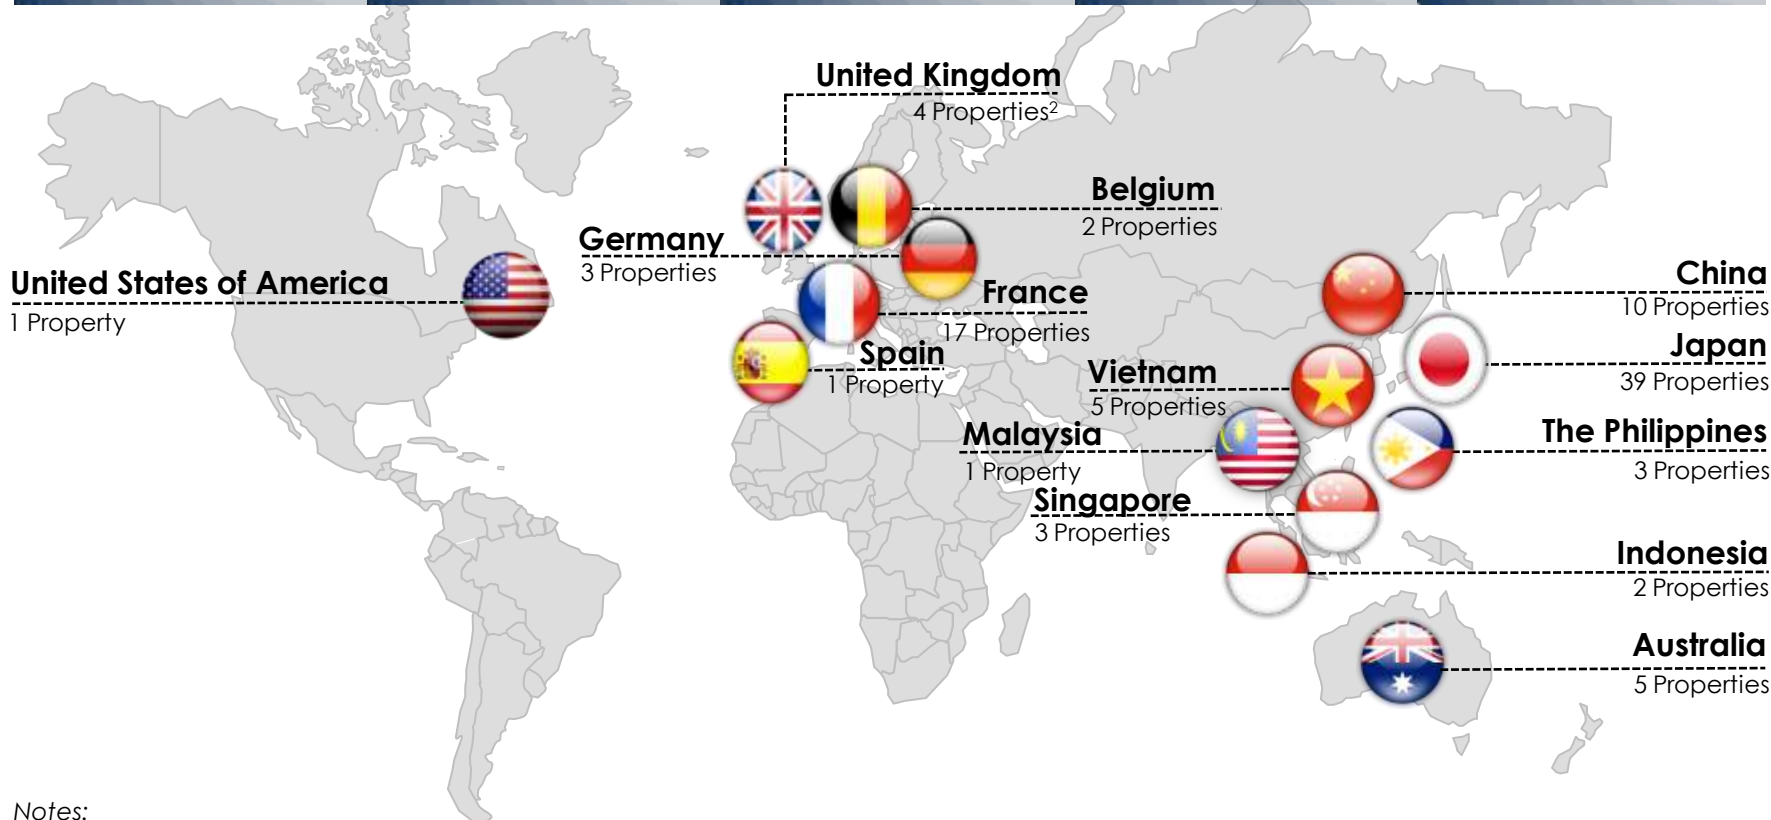 United Kingdom
4 Properties²
Belgium
2 Properties
Germany
3 Properties
United States of America
1 Property
France
17 Properties
Spain
1 Property
China
10 Properties
Japan
39 Properties
Vietnam
5 Properties
Malaysia
1 Property
The Philippines
3 Properties
Singapore
3 Properties
Indonesia
2 Properties
Australia
5 Properties
Notes: